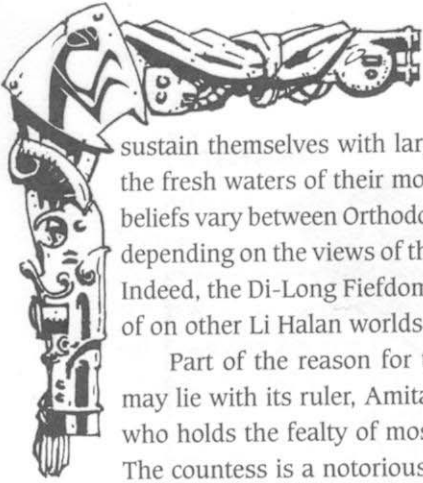 sustain themselves with lar
the fresh waters of their mo
beliefs vary between Orthodo
depending on the views of th
Indeed, the Di-Long Fiefdom
of on other Li Halan worlds
Part of the reason for t
may lie with its ruler, Amita
who holds the fealty of mos
The countess is a notorious